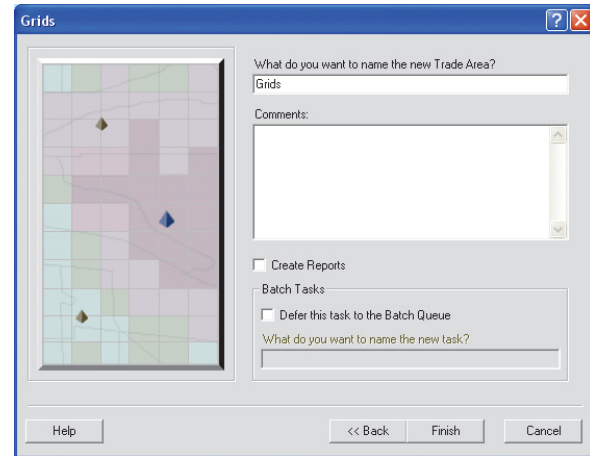 Grids
What do you want to name the new Trade Area?
Grids
Comments:
Create Reports
Batch Tasks
Defer this task to the Batch Queue
What do you want to name the new task?
Help
<< Back
Finish
Cancel